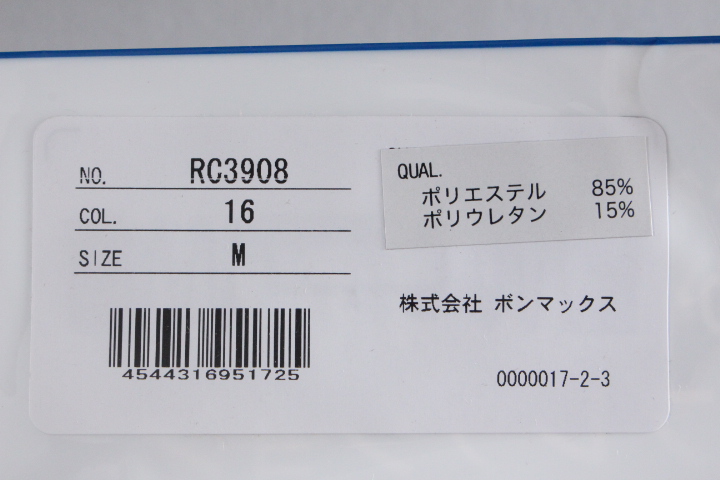 NO. RC3908
COL. 16
SIZE M
4544316951725
QUAL.
ポリエステル 85%
ポリウレタン 15%
株式会社 ボンマックス
0000017-2-3